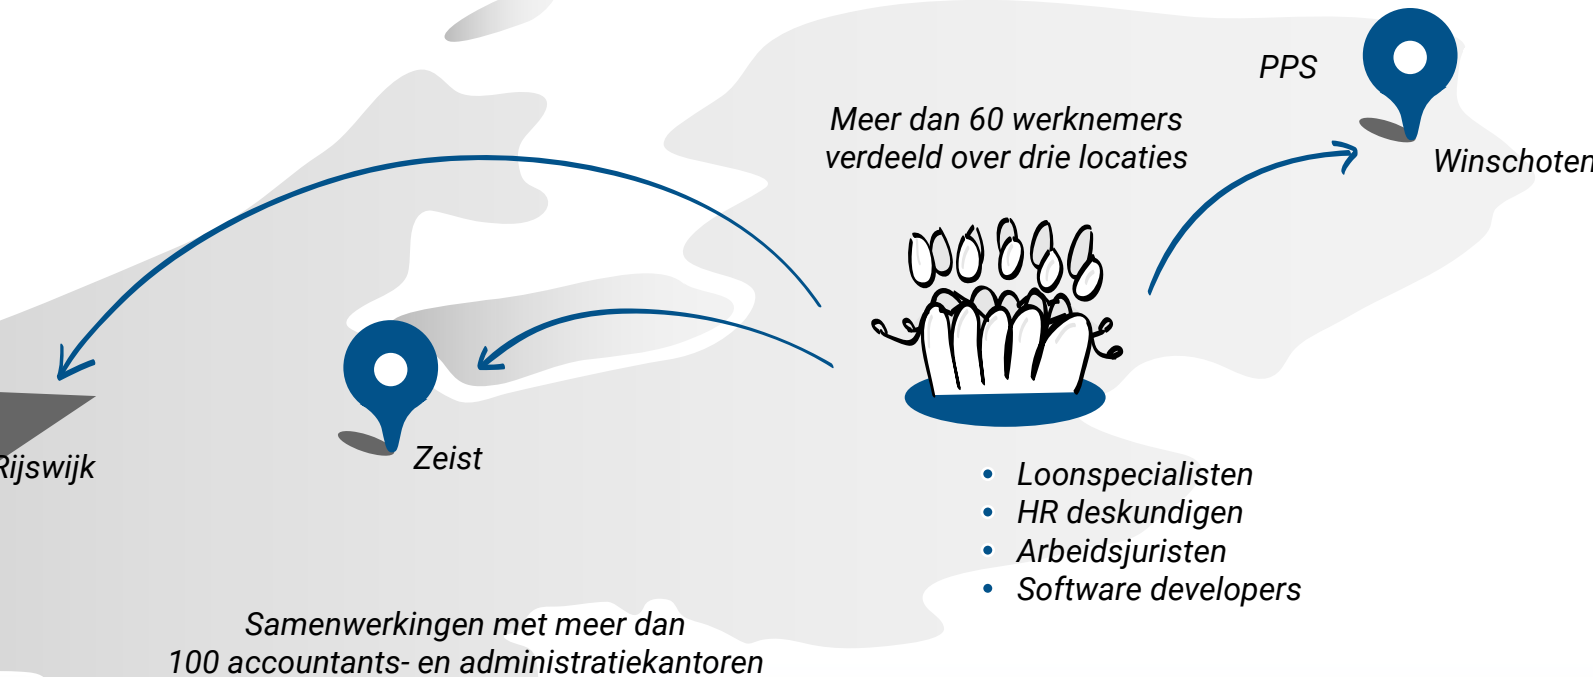 PPS
Meer dan 60 werknemers
verdeeld over drie locaties
Winschoten
Rijswijk
Zeist
Loonspecialisten
HR deskundigen
Arbeidsjuristen
Software developers
Samenwerkingen met meer dan
100 accountants- en administratiekantoren